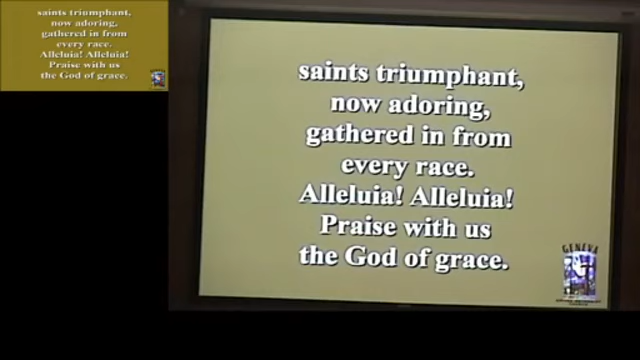 saints triumphant,
now adoring,
gathered in from
every race.
Alleluia! Alleluia!
Praise with us
the God of grace.
saints triumphant,
now adoring,
gathered in from
every race.
Alleluia! Alleluia!
Praise with us
the God of grace.
GENEVA